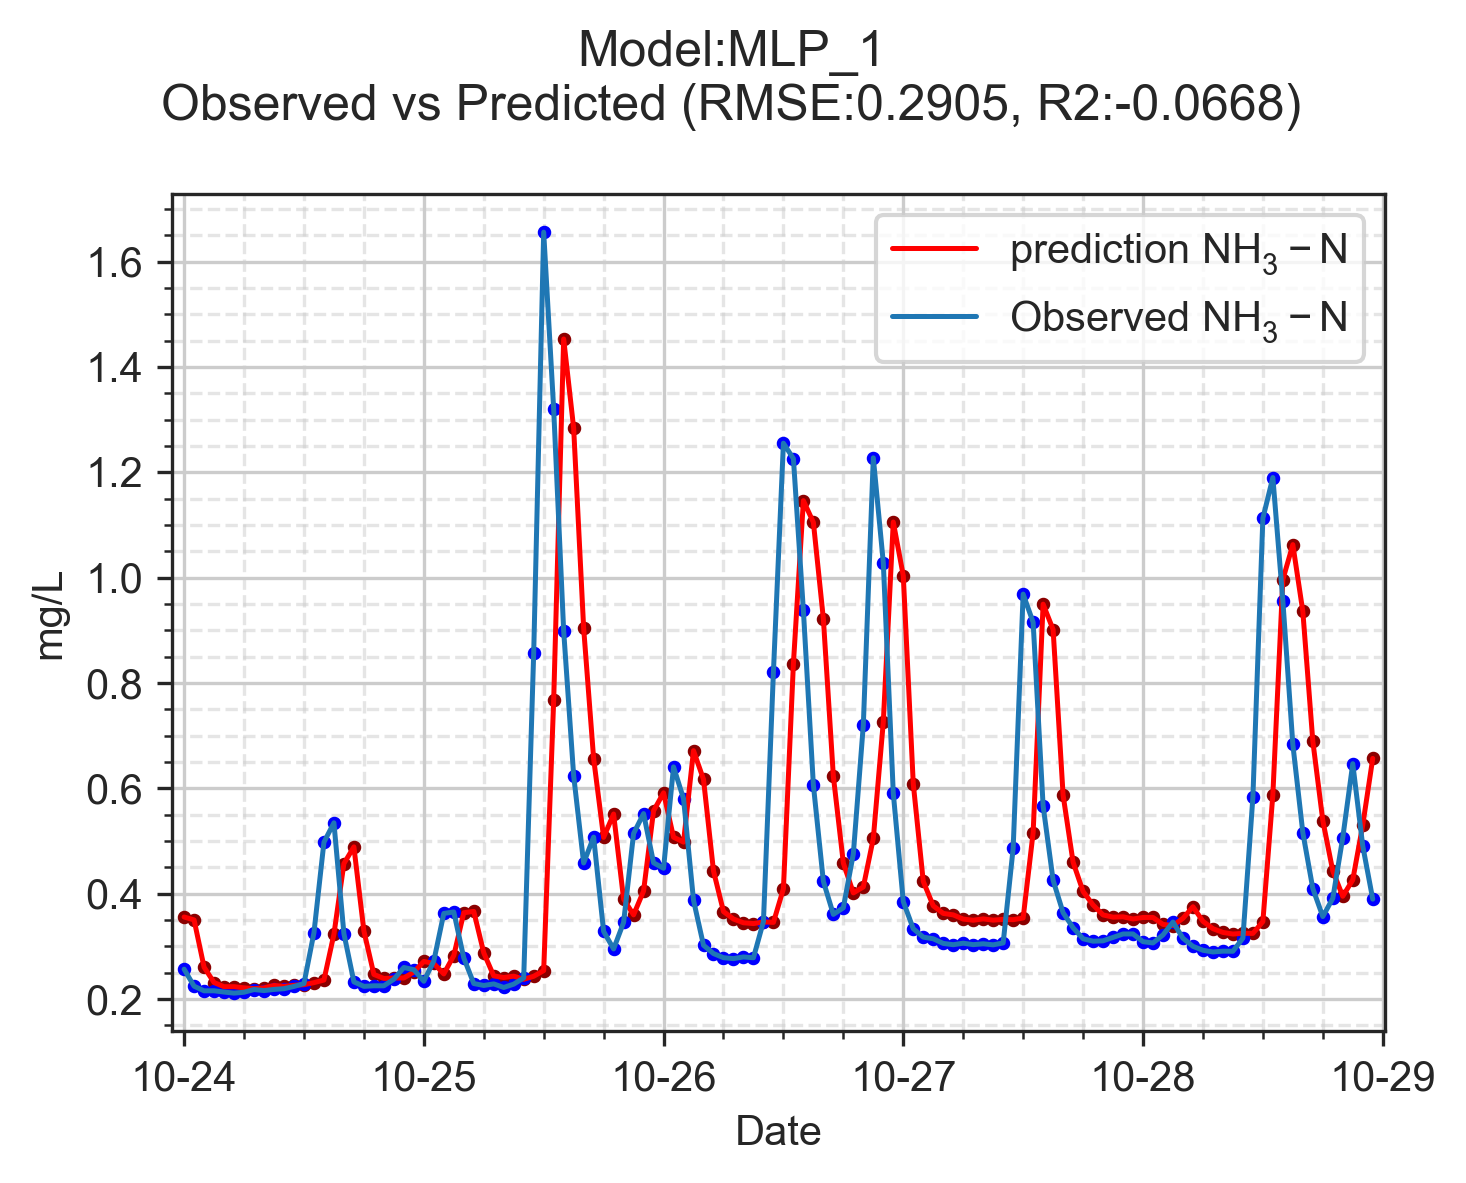 Model:MLP_1
Observed vs Predicted (RMSE:0.2905, R2:-0.0668)
prediction NH₃ − N
Observed NH₃ − N
1.6
1.4
1.2
1.0
0.8
0.6
0.4
0.2
mg/L
10-24 10-25 10-26 10-27 10-28 10-29
Date